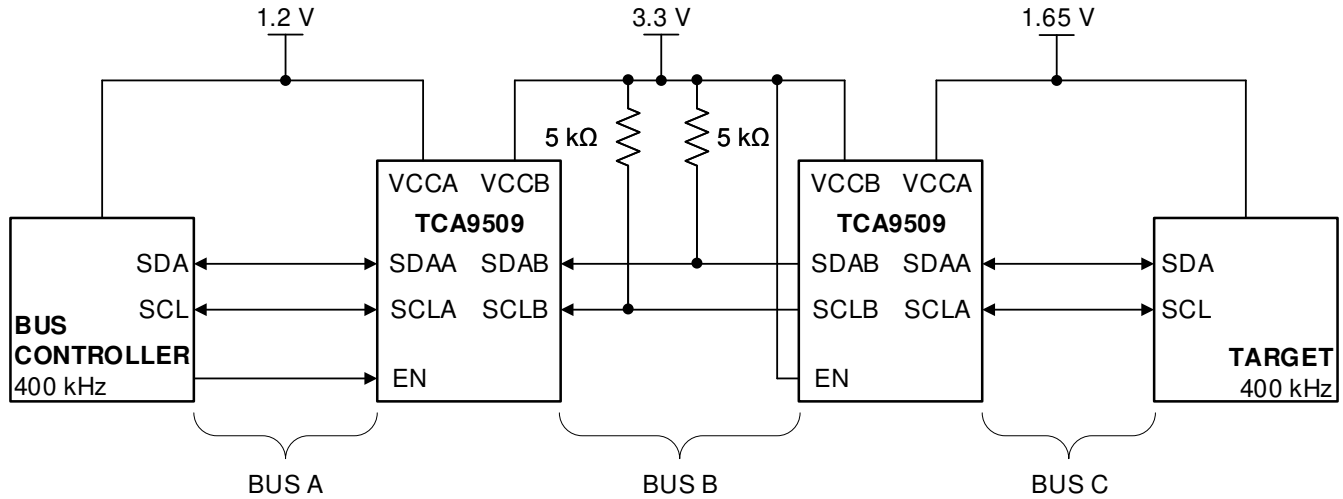 1.2 V
3.3 V
1.65 V
5 kΩ
5 kΩ
VCCA VCCB
TCA9509
SDAA SDAB
SCLA SCLB
EN
VCCB VCCA
TCA9509
SDAB SDAA
SCLB SCLA
EN
SDA
SCL
BUS
CONTROLLER
400 kHz
SDA
SCL
TARGET
400 kHz
BUS A
BUS B
BUS C